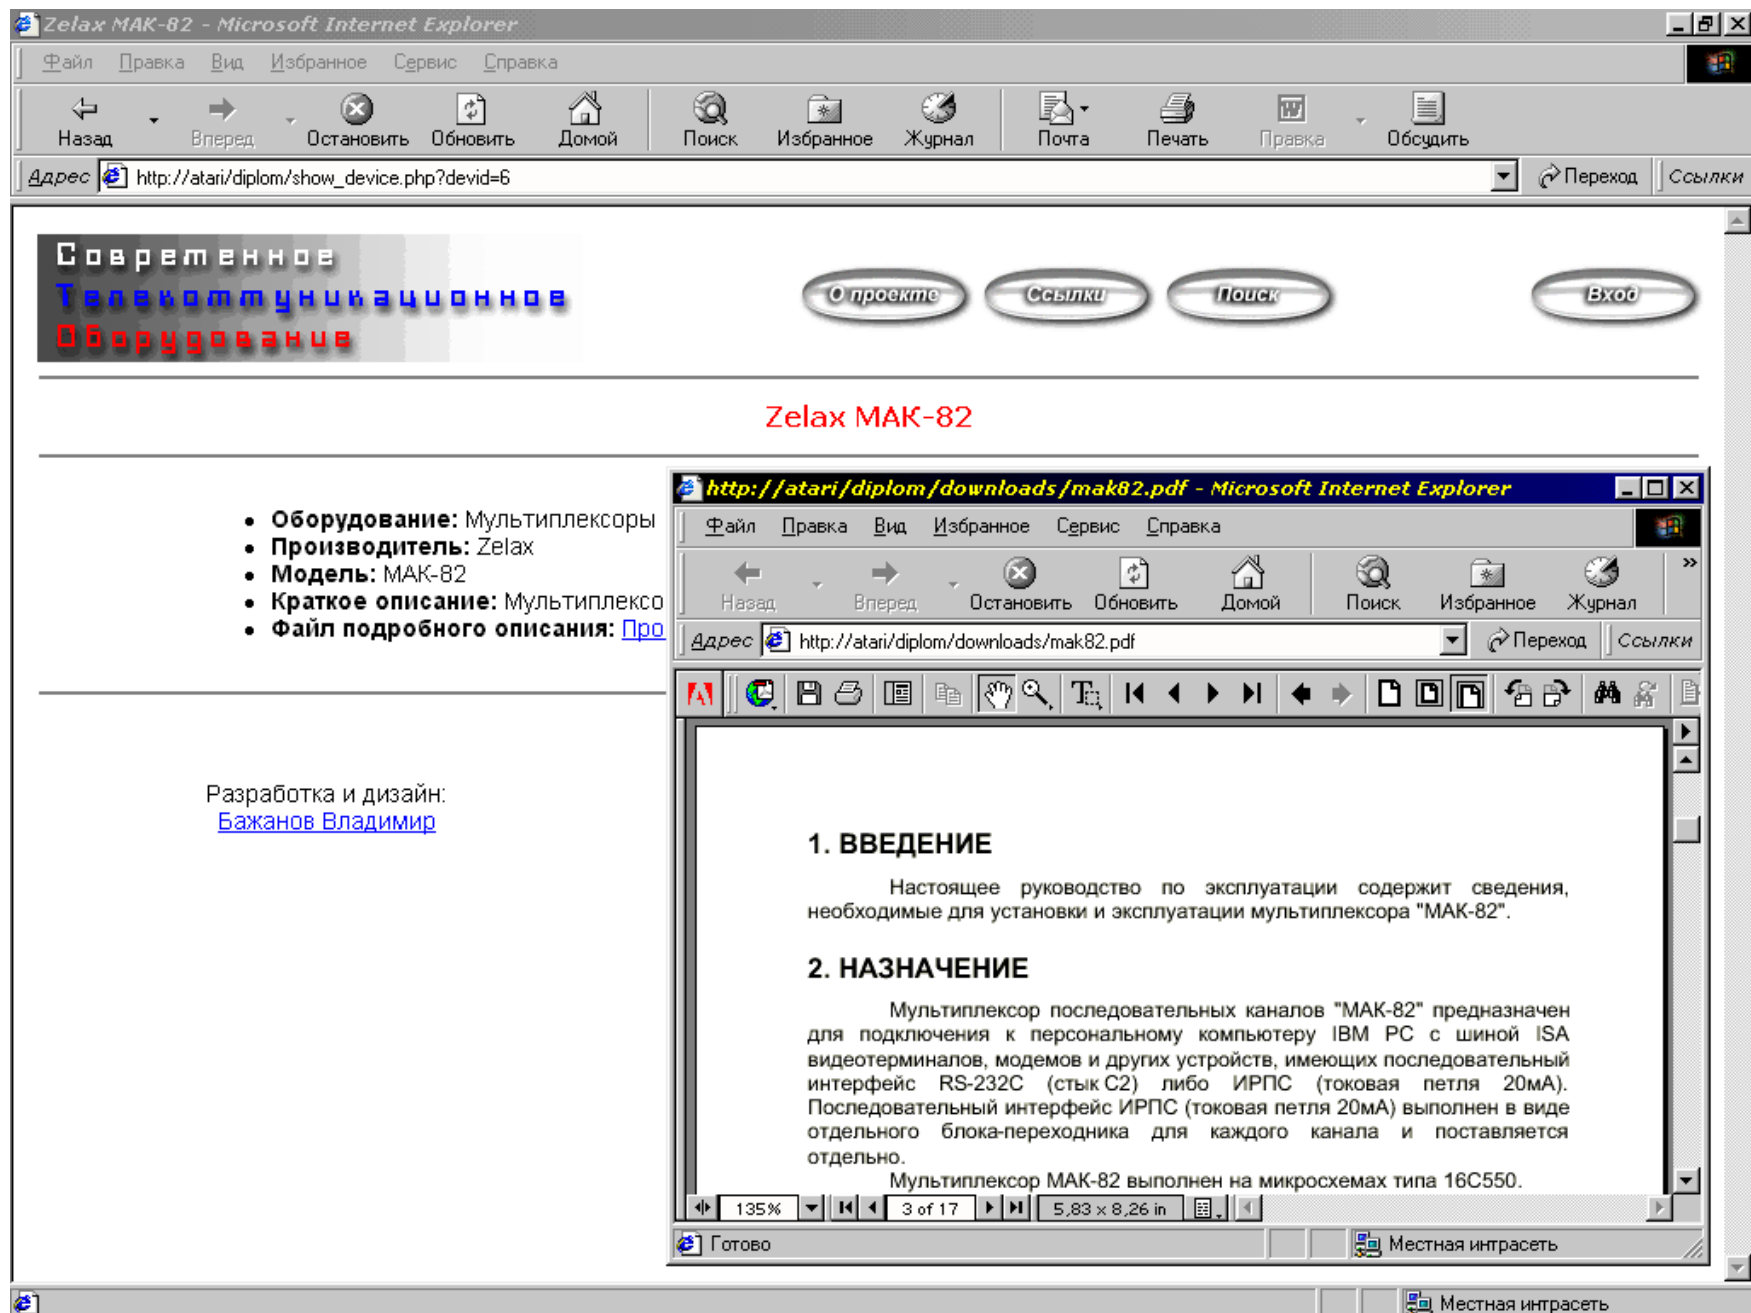 Zelax МАК-82 - Microsoft Internet Explorer
Файл Правка Вид Избранное Сервис Справка
Назад Вперед Остановить Обновить Домой Поиск Избранное Журнал Почта Печать Правка Обсудить
Адрес http://atari/diplom/show_device.php?devid=6 Переход Ссылки
Современное
Телекоммуникационное
Оборудование
О проекте Ссылки Поиск Вход
Zelax МАК-82
Оборудование: Мультиплексоры
Производитель: Zelax
Модель: МАК-82
Краткое описание: Мультиплексо
Файл подробного описания: Про
Разработка и дизайн:
Бажанов Владимир
http://atari/diplom/downloads/mak82.pdf - Microsoft Internet Explorer
Файл Правка Вид Избранное Сервис Справка
Назад Вперед Остановить Обновить Домой Поиск Избранное Журнал »
Адрес http://atari/diplom/downloads/mak82.pdf Переход Ссылки
1. ВВЕДЕНИЕ
Настоящее руководство по эксплуатации содержит сведения,
необходимые для установки и эксплуатации мультиплексора "МАК-82".
2. НАЗНАЧЕНИЕ
Мультиплексор последовательных каналов "МАК-82" предназначен
для подключения к персональному компьютеру IBM PC с шиной ISA
видеотерминалов, модемов и других устройств, имеющих последовательный
интерфейс RS-232C (стык С2) либо ИРПС (токовая петля 20мА).
Последовательный интерфейс ИРПС (токовая петля 20мА) выполнен в виде
отдельного блока-переходника для каждого канала и поставляется
отдельно.
Мультиплексор МАК-82 выполнен на микросхемах типа 16С550.
135% 3 of 17 5,83 x 8,26 in
Готово Местная интрасеть
Местная интрасеть